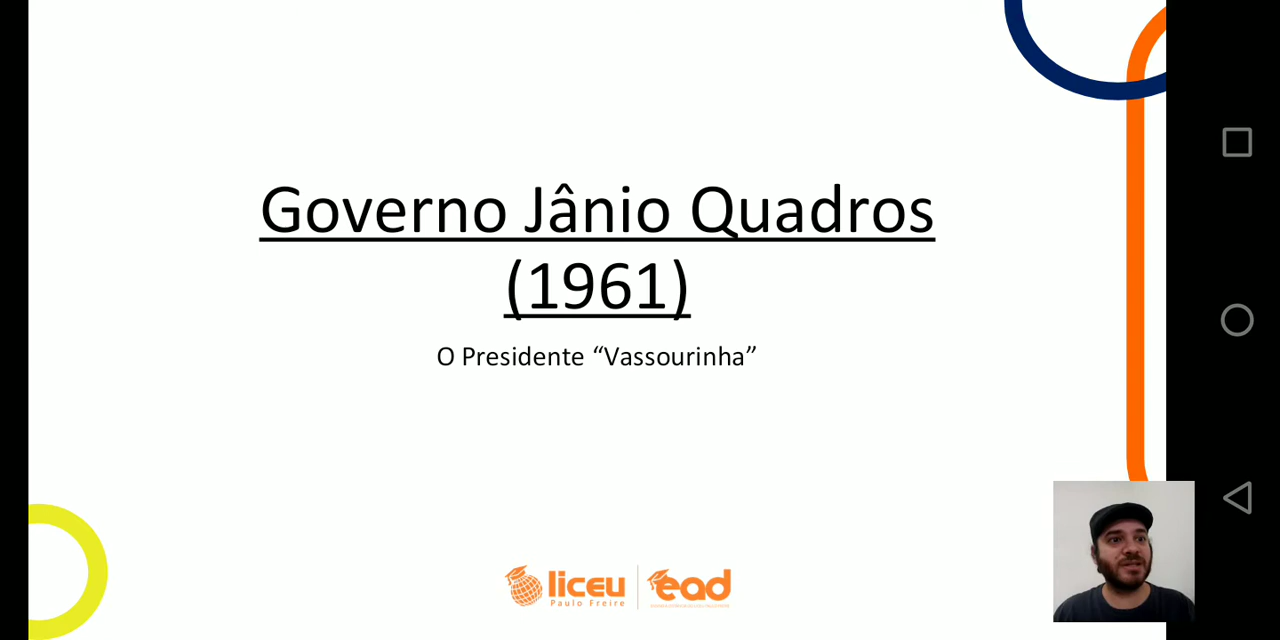 Governo Jânio Quadros
(1961)
O Presidente “Vassourinha”
liceu
Paulo Freire
ead